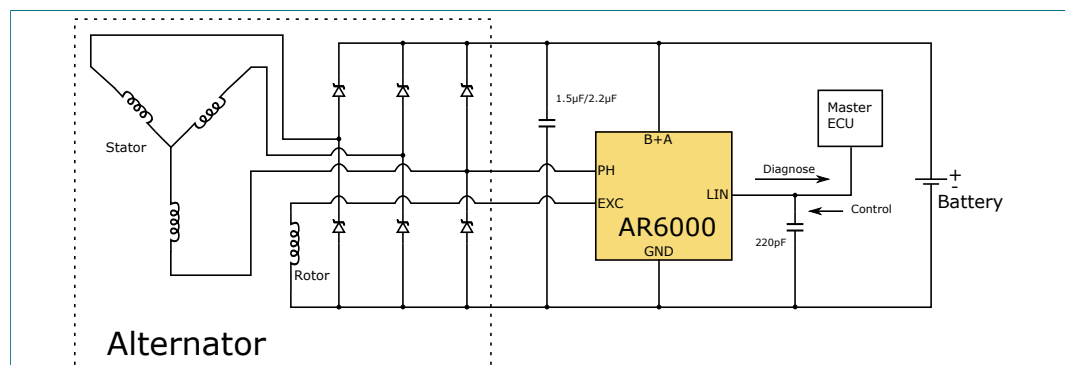 1.5µF/2.2µF
Master
ECU
Stator
B+A
PH
Diagnose
LIN
+
-
Battery
EXC
Control
AR6000
220pF
GND
Rotor
Alternator